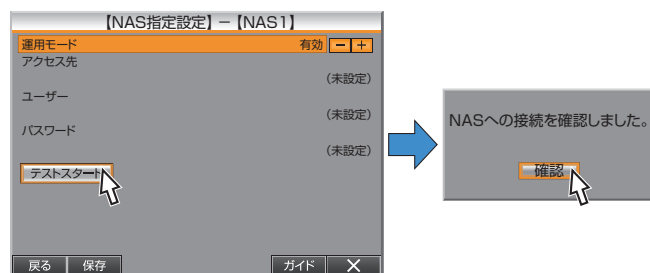 【NAS指定設定】－【NAS1】
運用モード 有効 － ＋
アクセス先
（未設定）
ユーザー
（未設定）
パスワード
（未設定）
テストスタート
戻る 保存 ガイド ×
NASへの接続を確認しました。
確認